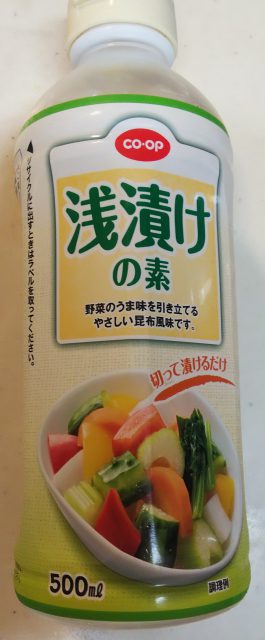 CO・OP
浅漬け
の素
野菜のうま味を引き立てる
やさしい昆布風味です。
切って漬けるだけ
リサイクルに出すときはラベルを取ってください。
500mℓ
調理例